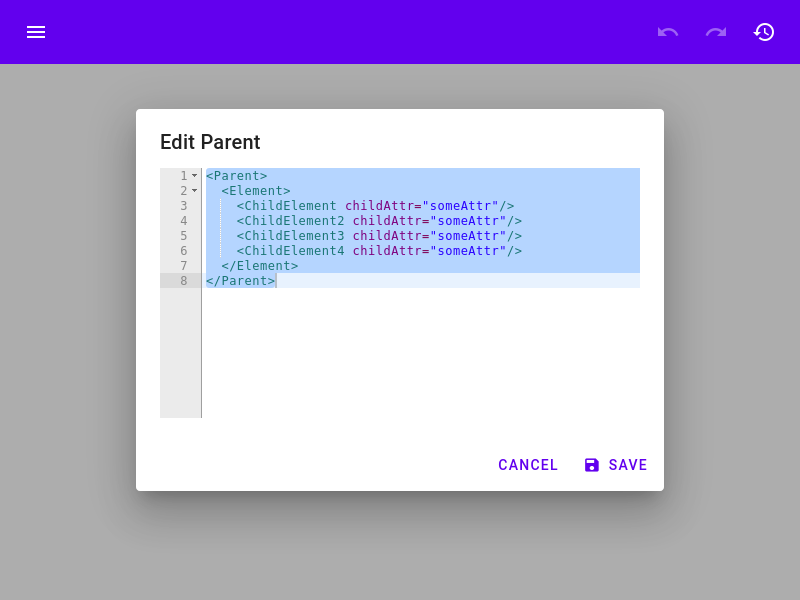 Edit Parent
1 <Parent>
2   <Element>
3     <ChildElement childAttr="someAttr"/>
4     <ChildElement2 childAttr="someAttr"/>
5     <ChildElement3 childAttr="someAttr"/>
6     <ChildElement4 childAttr="someAttr"/>
7   </Element>
8 </Parent>
CANCEL SAVE